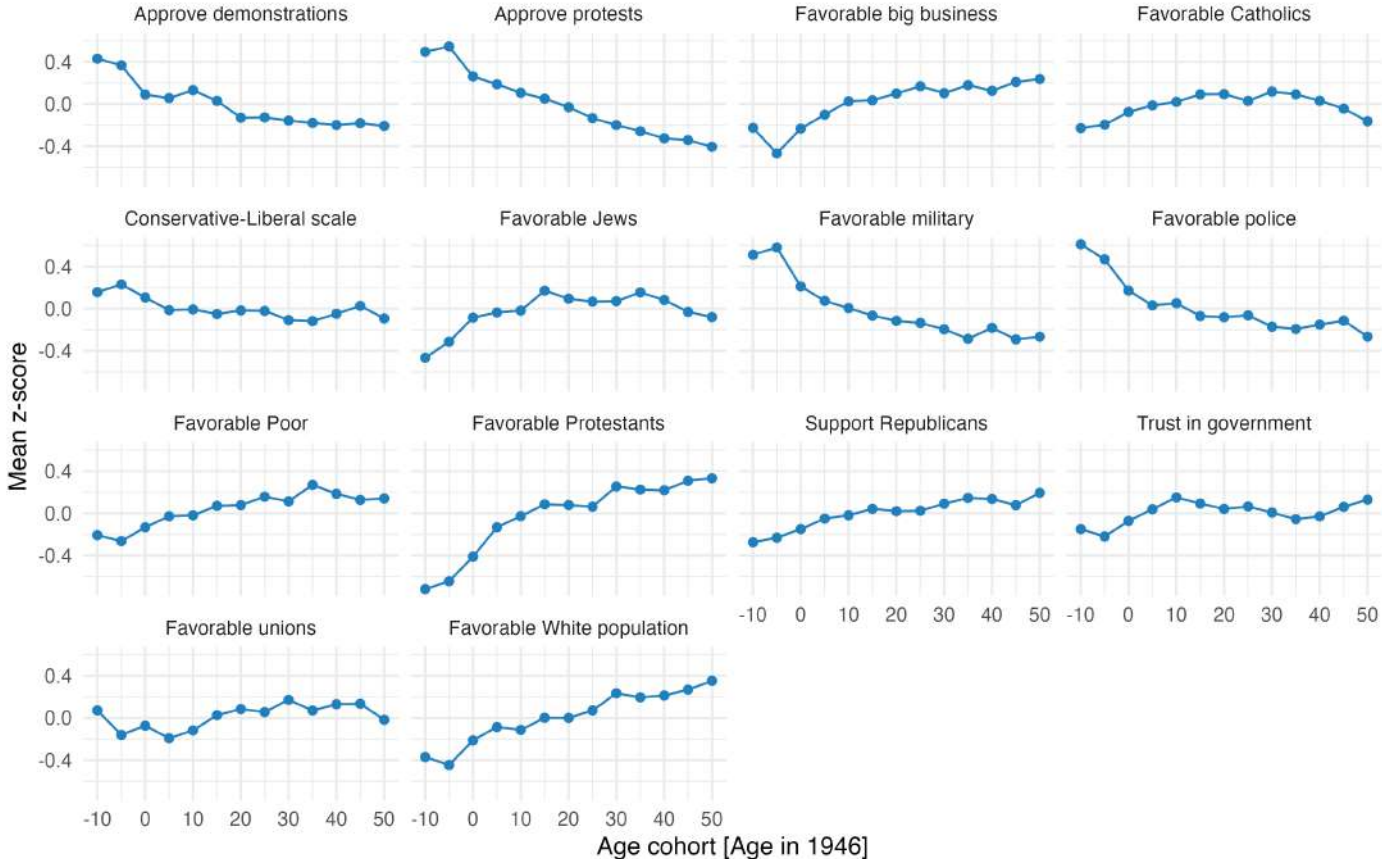 Approve demonstrations Approve protests Favorable big business Favorable Catholics
0.4
0.0
-0.4
Conservative-Liberal scale Favorable Jews Favorable military Favorable police
0.4
0.0
-0.4
Mean z-score
Favorable Poor Favorable Protestants Support Republicans Trust in government
0.4
0.0
-0.4
-10 0 10 20 30 40 50 -10 0 10 20 30 40 50
Favorable unions Favorable White population
0.4
0.0
-0.4
-10 0 10 20 30 40 50 -10 0 10 20 30 40 50
Age cohort [Age in 1946]